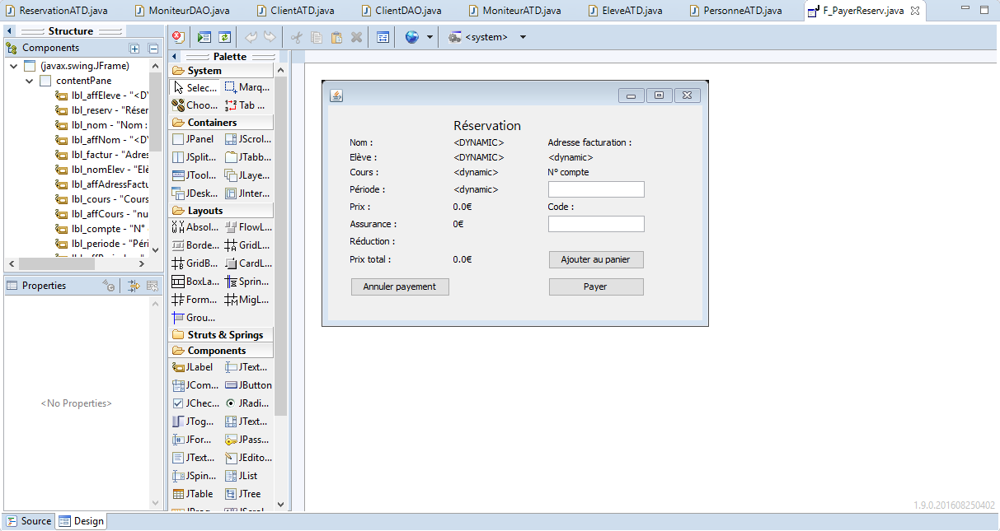 ReservationATD.java MoniteurDAO.java ClientATD.java ClientDAO.java MoniteurATD.java EleveATD.java PersonneATD.java F_PayerReserv.java
Structure
Components
(javax.swing.JFrame)
contentPane
lbl_affEleve - "<DY
lbl_reserv - "Réser
lbl_nom - "Nom :
lbl_affNom - "<D
lbl_factur - "Adres
lbl_nomElev - "Elè
lbl_affAdressFactu
lbl_cours - "Cours
lbl_affCours - "nu
lbl_compte - "N°
lbl_periode - "Péri
Properties
<No Properties>
<system>
Palette
System
Selec... Marq...
Choo... Tab ...
Containers
JPanel JScrol...
JSplit... JTabb...
JTool... JLaye...
JDesk... JInter...
Layouts
Absol... FlowL...
Borde... GridL...
GridB... CardL...
BoxLa... Sprin...
Form... MigL...
Grou...
Struts & Springs
Components
JLabel JText...
JCom... JButton
JChec... JRadi...
JTog... JText...
JFor... JPass...
JText... JEdito...
JSpin... JList
JTable JTree
Réservation
Nom : <DYNAMIC> Adresse facturation :
Elève : <DYNAMIC> <dynamic>
Cours : <dynamic> N° compte
Période : <dynamic>
Prix : 0.0€ Code :
Assurance : 0€
Réduction :
Prix total : 0.0€ Ajouter au panier
Annuler payement Payer
1.9.0.201608250402
Source Design